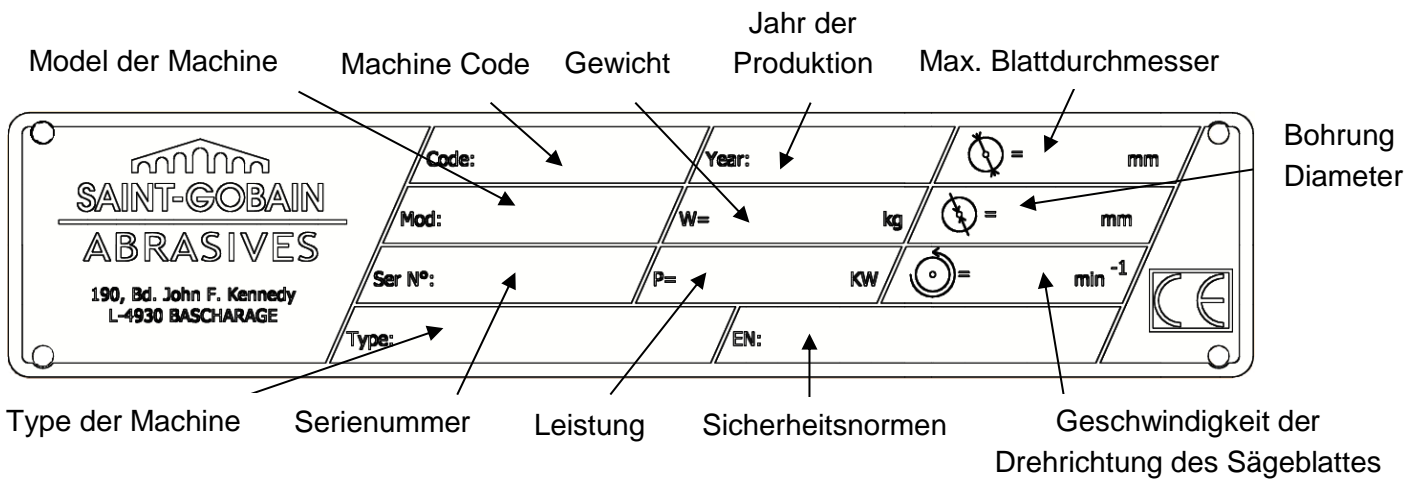 Jahr der
Produktion
Model der Machine
Machine Code
Gewicht
Max. Blattdurchmesser
Bohrung
Diameter
SAINT-GOBAIN
ABRASIVES
190, Bd. John F. Kennedy
L-4930 BASCHARAGE
Code:
Year:
= mm
Mod:
W= kg
= mm
Ser Nº:
P= KW
= min -1
Type:
EN:
CE
Type der Machine
Serienummer
Leistung
Sicherheitsnormen
Geschwindigkeit der
Drehrichtung des Sägeblattes